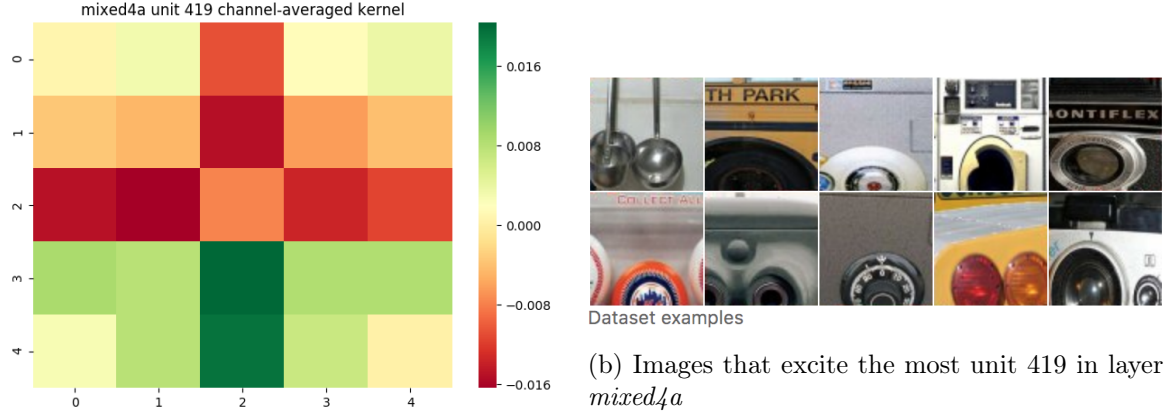 mixed4a unit 419 channel-averaged kernel
0
1
2
3
4
0 1 2 3 4
0.016
0.008
0.000
−0.008
−0.016
TH PARK
ONTIFLEX
COLLECT ALL
Dataset examples
(b) Images that excite the most unit 419 in layer
mixed4a